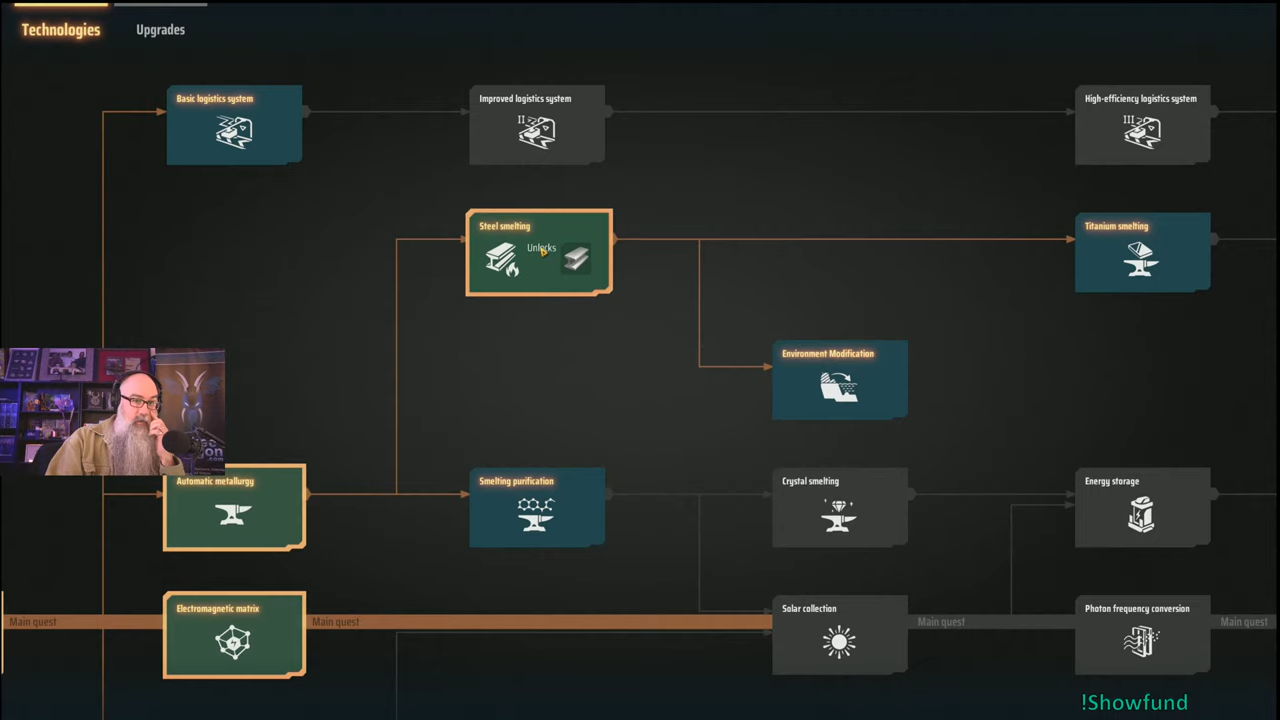 Technologies
Upgrades
Basic logistics system
Improved logistics system
II
High-efficiency logistics system
III
Steel smelting
Unlocks
Titanium smelting
Environment Modification
Automatic metallurgy
Smelting purification
Crystal smelting
Energy storage
Electromagnetic matrix
Solar collection
Photon frequency conversion
Main quest
Main quest
Main quest
Main quest
!Showfund